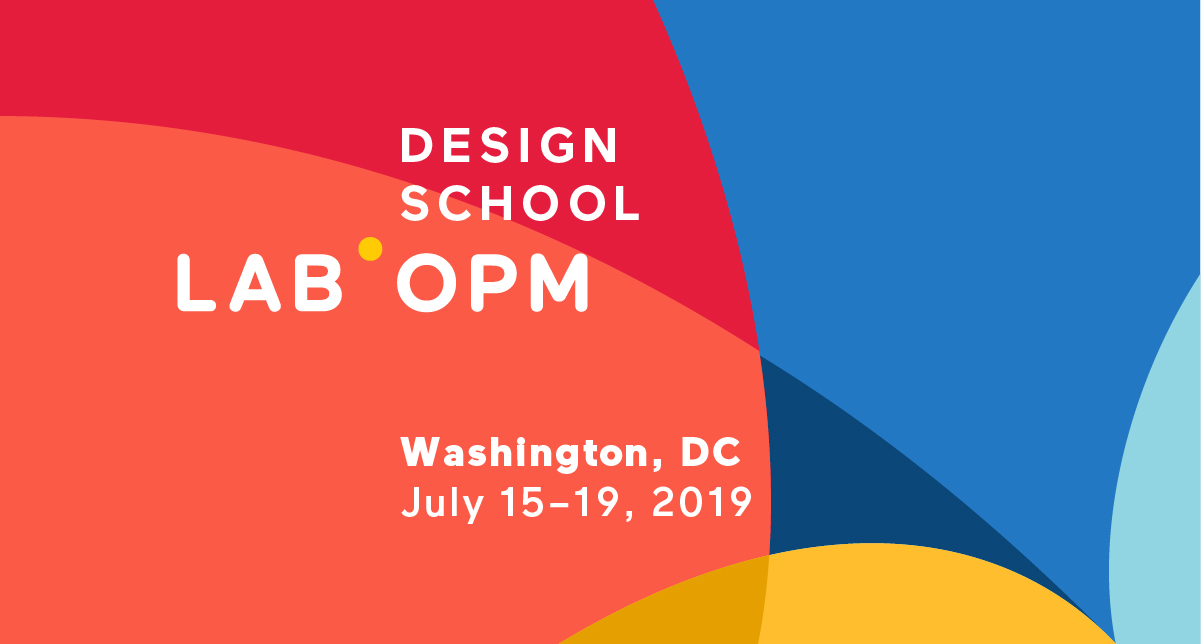 DESIGN
SCHOOL
LAB OPM
Washington, DC
July 15–19, 2019